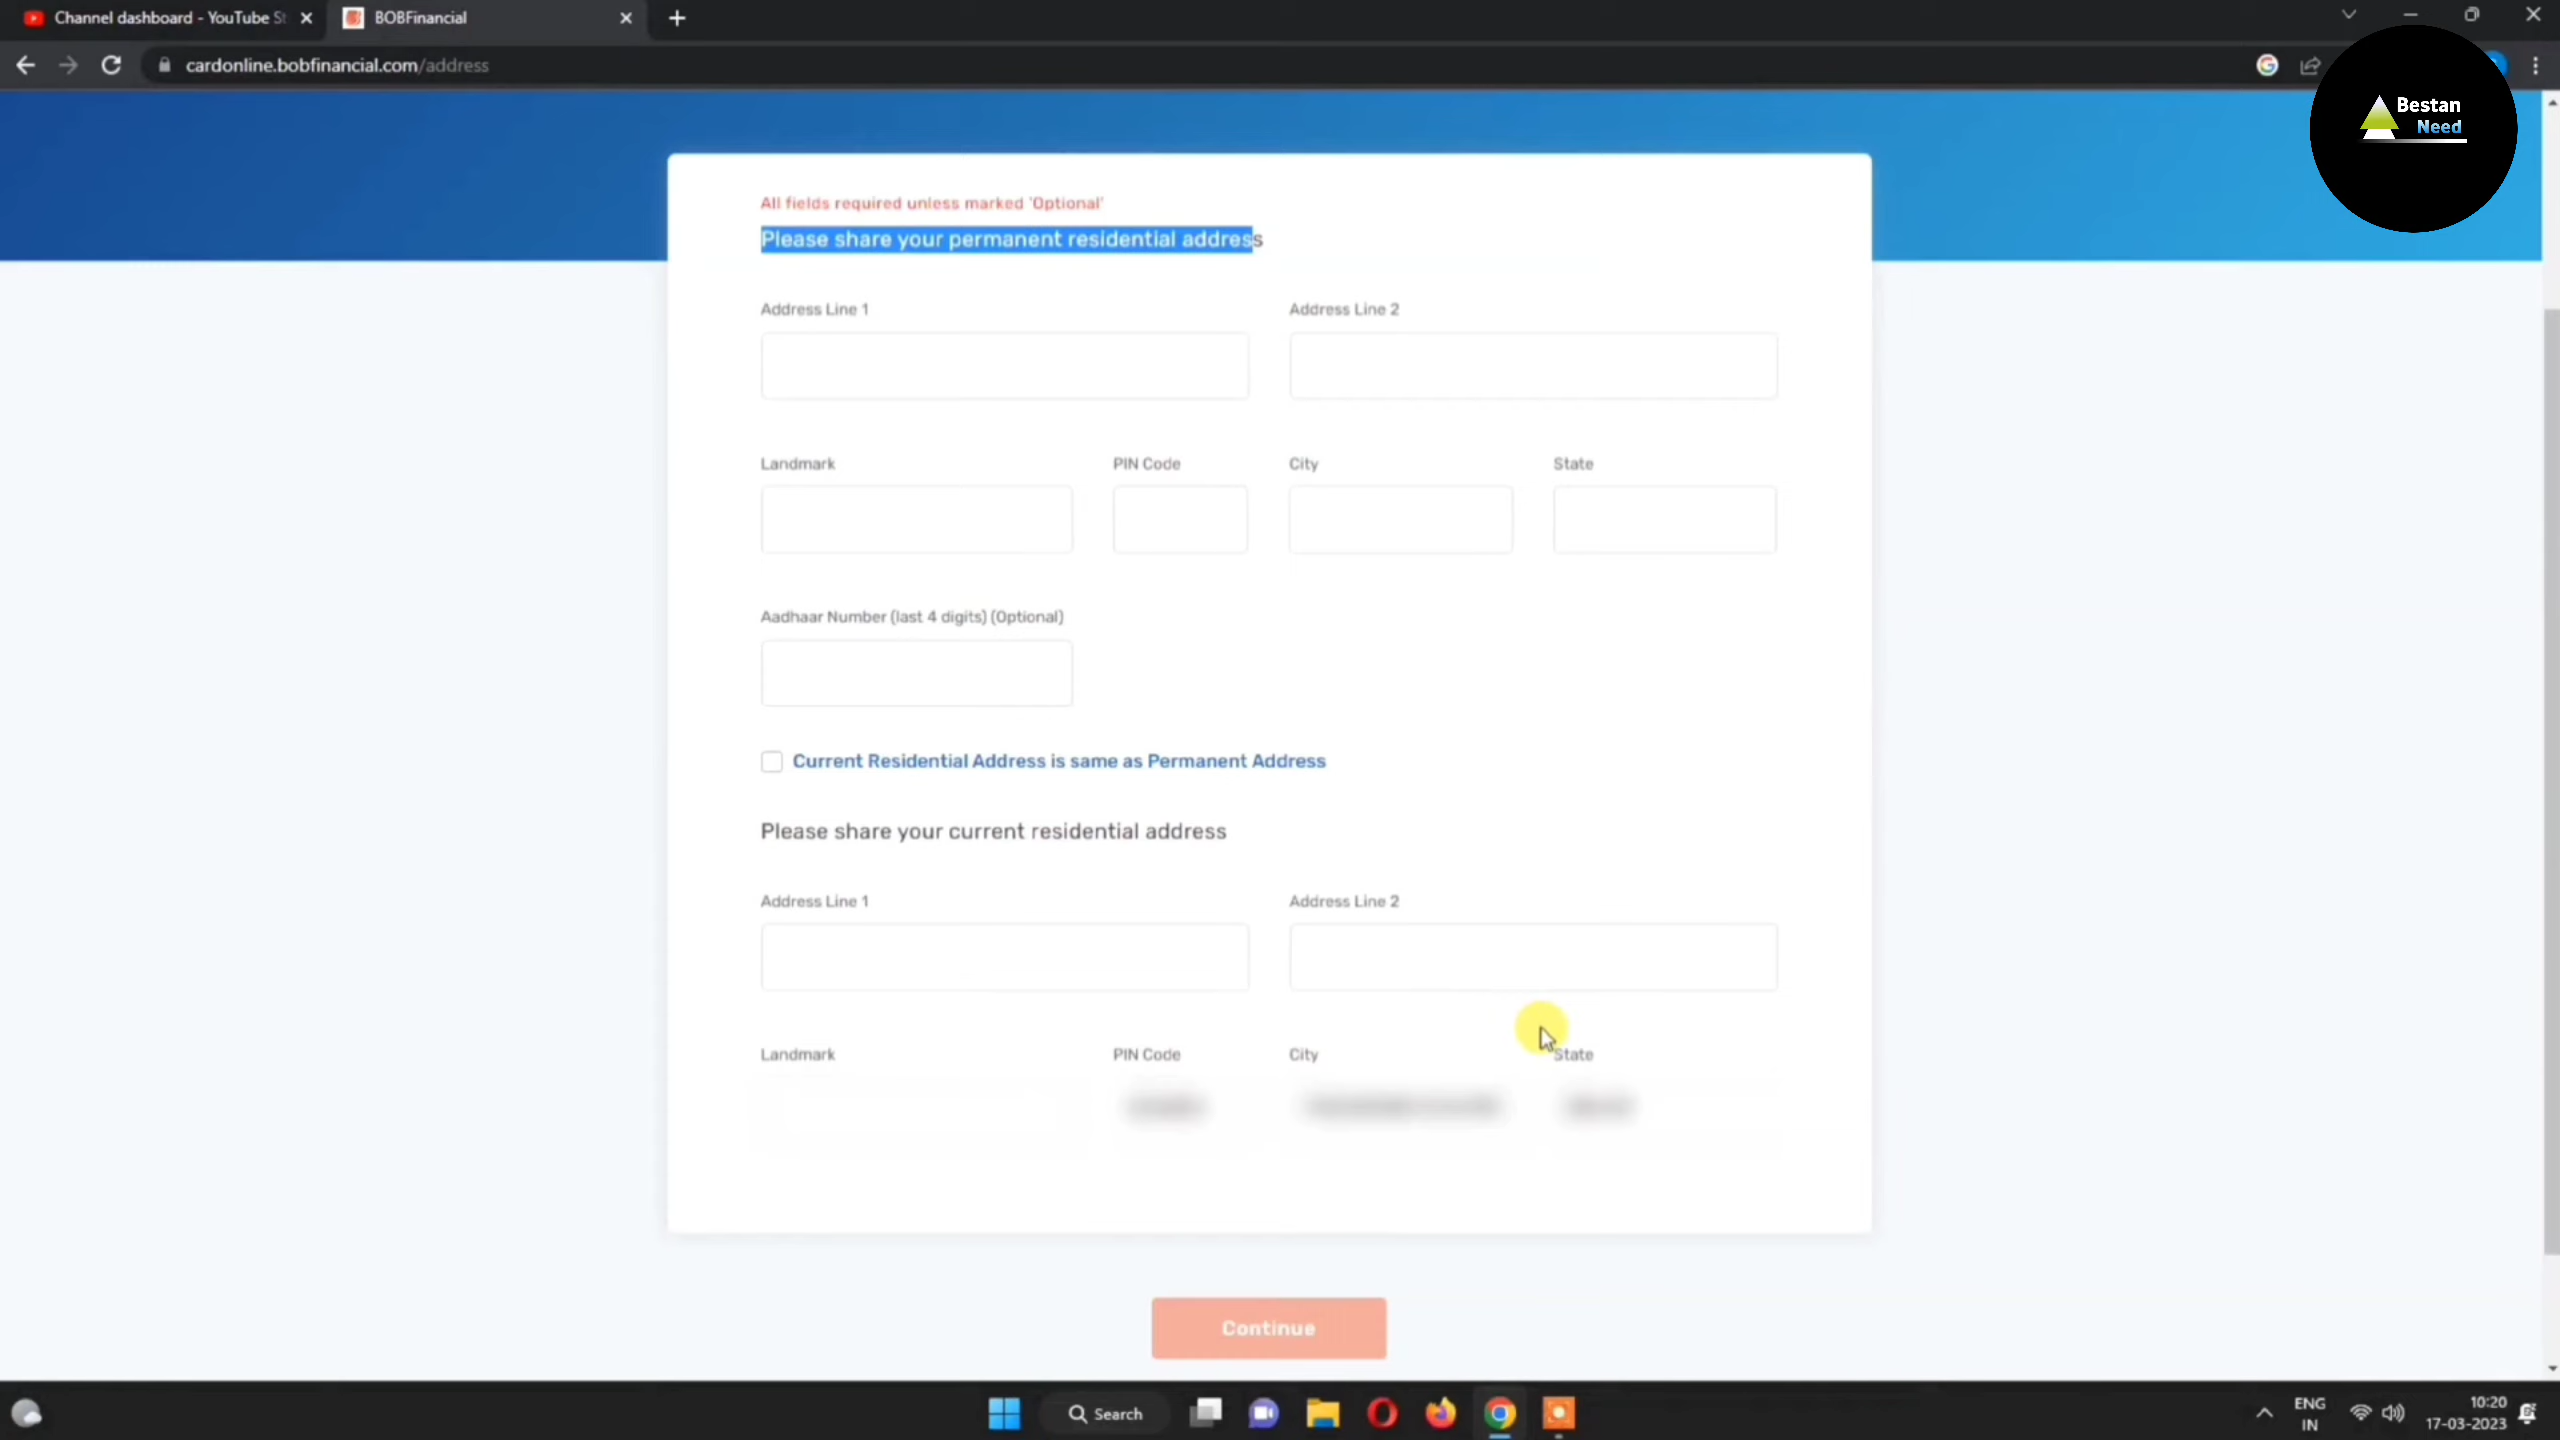 Channel dashboard - YouTube St
BOBFinancial
cardonline.bobfinancial.com/address
Bestan
Need
All fields required unless marked 'Optional'
Please share your permanent residential address
Address Line 1
Address Line 2
Landmark
PIN Code
City
State
Aadhaar Number (last 4 digits) (Optional)
Current Residential Address is same as Permanent Address
Please share your current residential address
Address Line 1
Address Line 2
Landmark
PIN Code
City
State
Continue
Search
ENG
IN
10:20
17-03-2023